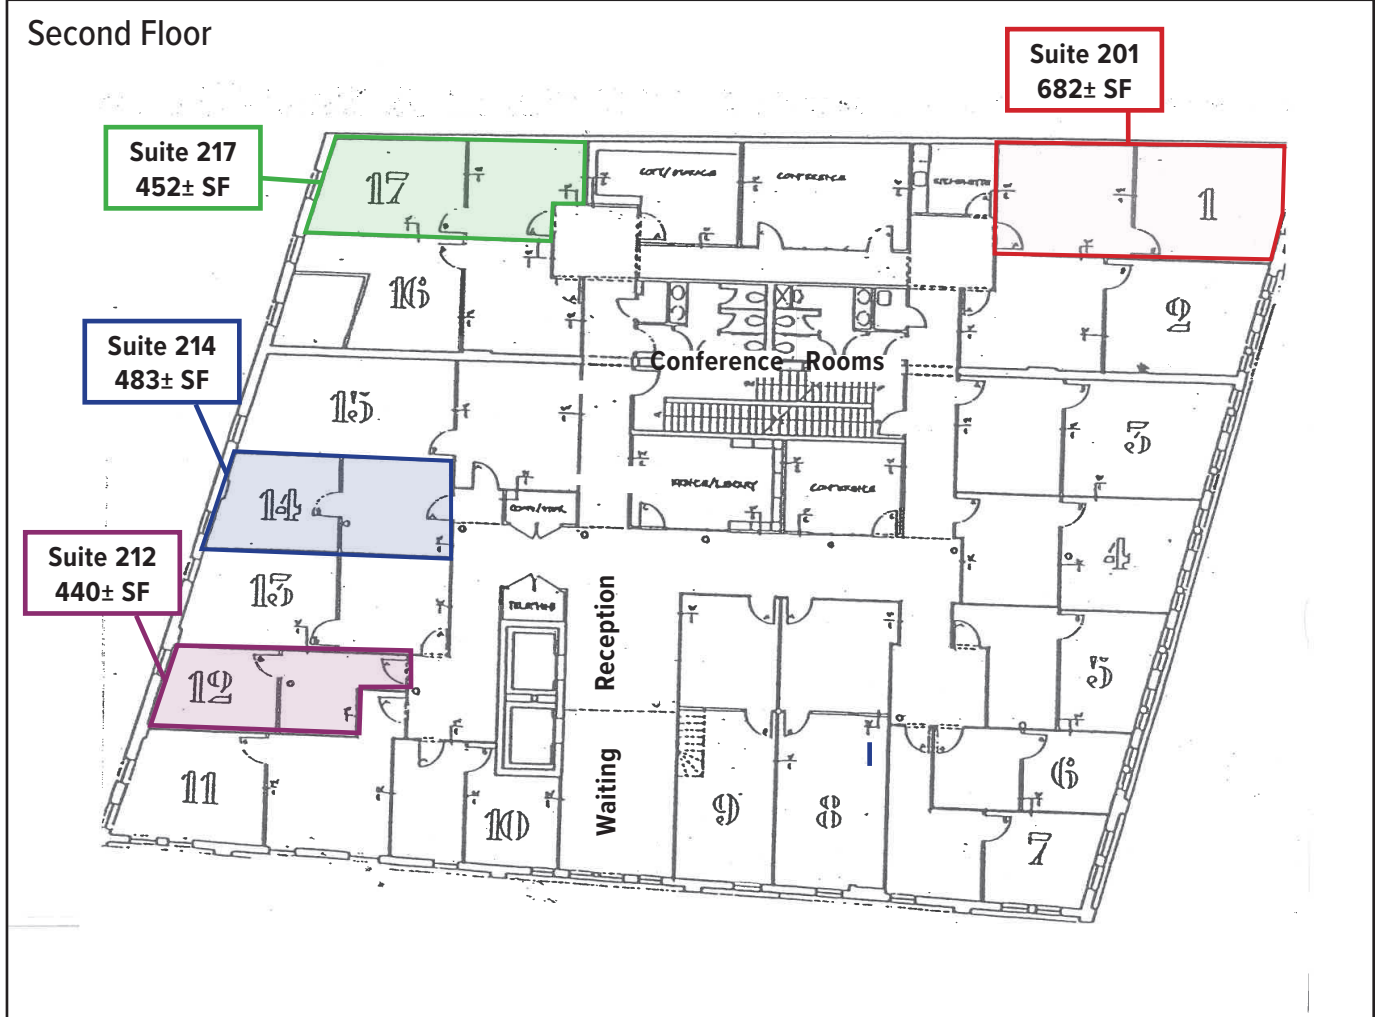 Second Floor
Suite 201
682± SF
Suite 217
452± SF
17
CONFERENCE
1
16
2
Suite 214
483± SF
Conference Rooms
15
3
14
CONFERENCE
Suite 212
440± SF
13
4
Reception
12
5
11
10
Waiting
9
8
6
7